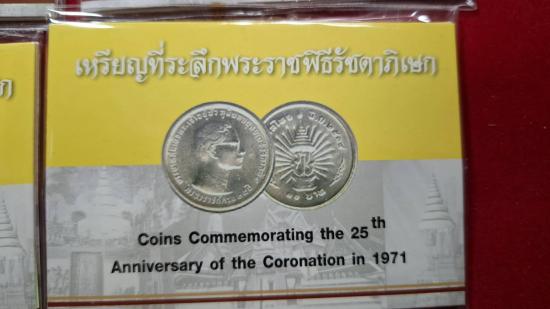 เหรียญที่ระลึกพระราชพิธีรัชดาภิเษก
Coins Commemorating the 25th
Anniversary of the Coronation in 1971